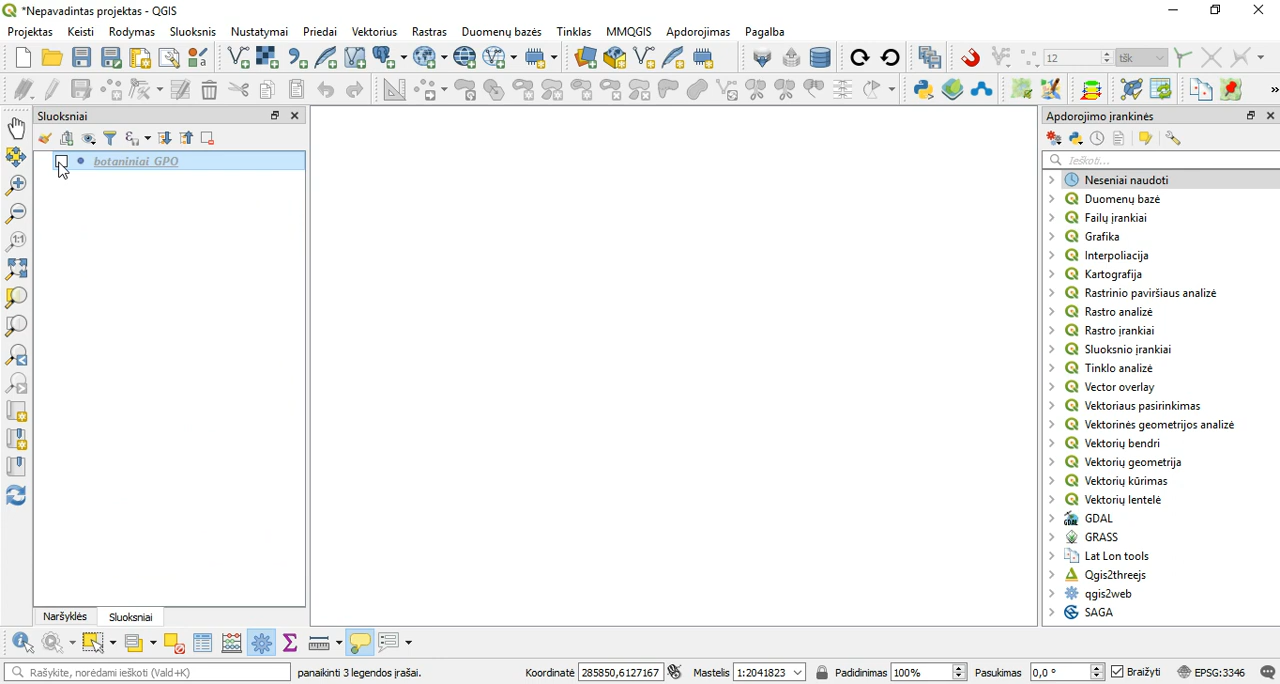 *Nepavadintas projektas - QGIS
Projektas Keisti Rodymas Sluoksnis Nustatymai Priedai Vektorius Rastras Duomenų bazės Tinklas MMQGIS Apdorojimas Pagalba
12 tšk
Sluoksniai
botaniniai GPO
Naršyklės Sluoksniai
Apdorojimo įrankinės
Ieškoti...
Neseniai naudoti
Duomenų bazė
Failų įrankiai
Grafika
Interpoliacija
Kartografija
Rastrinio paviršiaus analizė
Rastro analizė
Rastro įrankiai
Sluoksnio įrankiai
Tinklo analizė
Vector overlay
Vektoriaus pasirinkimas
Vektorinės geometrijos analizė
Vektorių bendri
Vektorių geometrija
Vektorių kūrimas
Vektorių lentelė
GDAL
GRASS
Lat Lon tools
Qgis2threejs
qgis2web
SAGA
Rašykite, norėdami ieškoti (Vald+K) panaikinti 3 legendos įrašai. Koordinatė 285850,6127167 Mastelis 1:2041823 Padidinimas 100% Pasukimas 0,0 ° Braižyti EPSG:3346